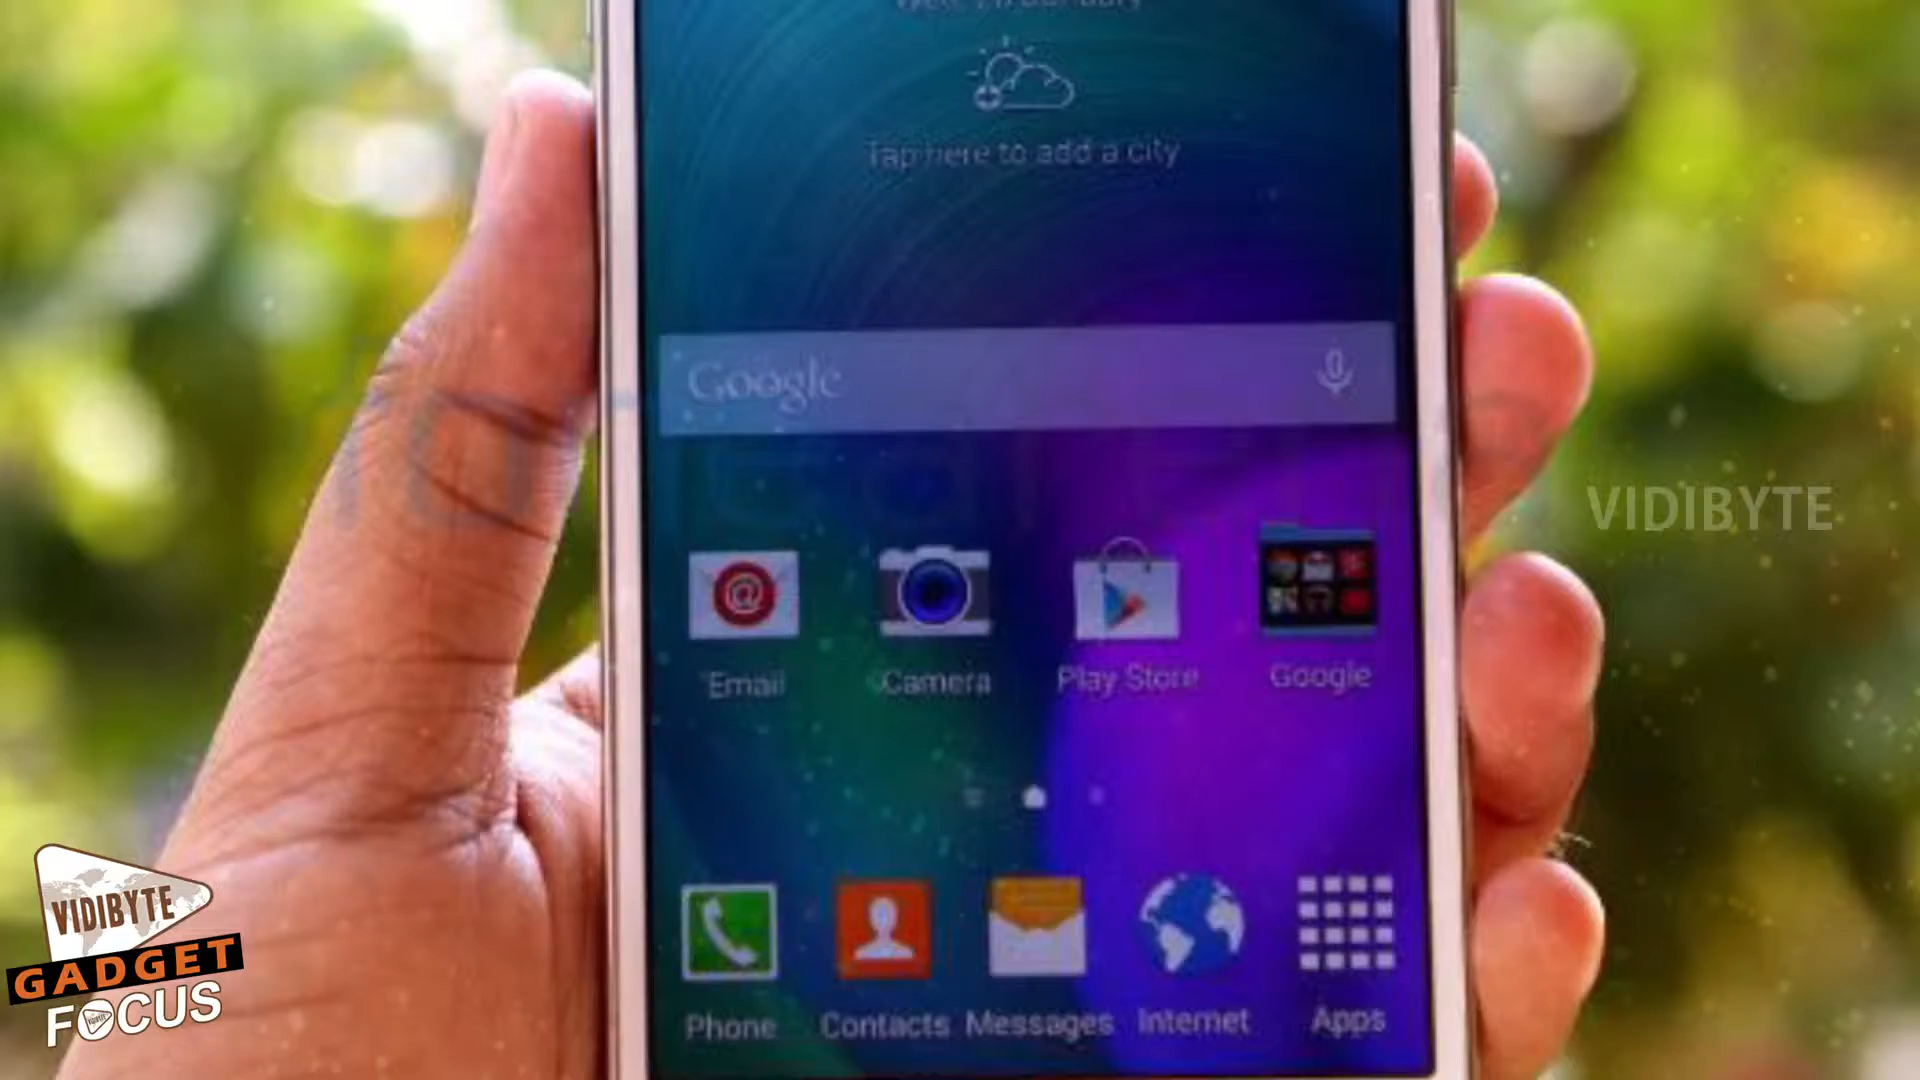 Tap here to add a city
Google
Email Camera Play Store Google
Phone Contacts Messages Internet Apps
VIDIBYTE
VIDIBYTE
GADGET
FOCUS